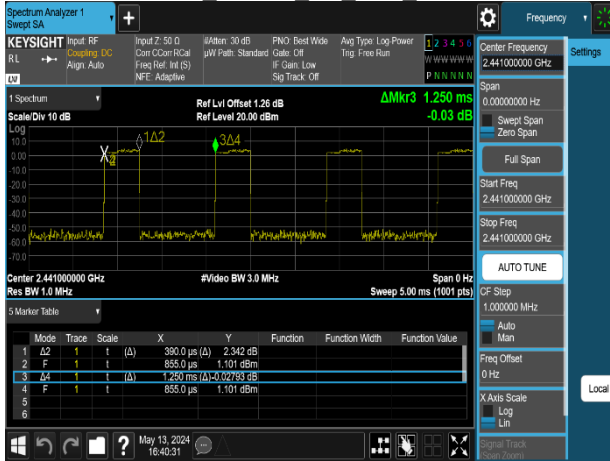 Spectrum Analyzer 1
Swept SA
Frequency
KEYSIGHT
RL
Input: RF
Coupling: DC
Align: Auto
Input Z: 50 Ω
Corr CCorr RCal
Freq Ref: Int (S)
NFE: Adaptive
#Atten: 30 dB
µW Path: Standard
PNO: Best Wide
Gate: Off
IF Gain: Low
Sig Track: Off
Avg Type: Log-Power
Trig: Free Run
1 2 3 4 5 6
W W W W W W
P N N N N N
Settings
Center Frequency
2.441000000 GHz
Span
0.00000000 Hz
Swept Span
Zero Span
Full Span
Start Freq
2.441000000 GHz
Stop Freq
2.441000000 GHz
AUTO TUNE
CF Step
1.000000 MHz
Auto
Man
Freq Offset
0 Hz
X Axis Scale
Log
Lin
Signal Track
(Span Zoom)
Local
1 Spectrum
Scale/Div 10 dB
Ref Lvl Offset 1.26 dB
Ref Level 20.00 dBm
ΔMkr3 1.250 ms
-0.03 dB
Log
10.0
0.00
-10.0
-20.0
-30.0
-40.0
-50.0
-60.0
-70.0
1Δ2
3Δ4
Center 2.441000000 GHz
Res BW 1.0 MHz
#Video BW 3.0 MHz
Span 0 Hz
Sweep 5.00 ms (1001 pts)
5 Marker Table
Mode Trace Scale X Y Function Function Width Function Value
1 Δ2 1 t (Δ) 390.0 µs (Δ) 2.342 dB
2 F 1 t 855.0 µs 1.101 dBm
3 Δ4 1 t (Δ) 1.250 ms (Δ) -0.02793 dB
4 F 1 t 855.0 µs 1.101 dBm
5
6
May 13, 2024
16:40:31